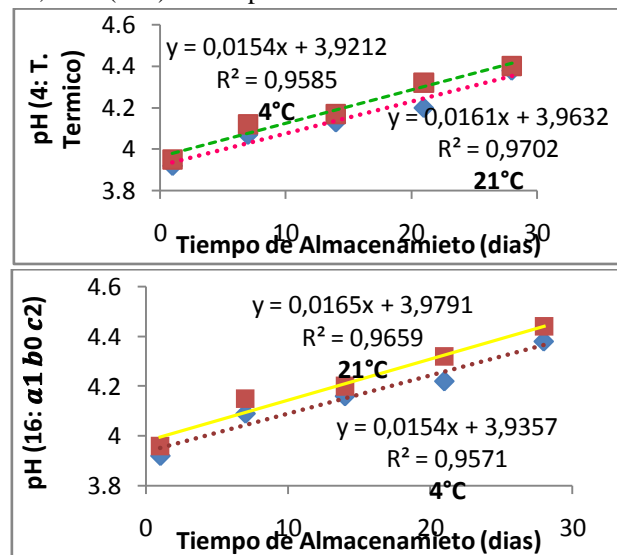 pH (4: T. Termico)
4.6
4.4
4.2
4
3.8
y = 0,0154x + 3,9212
R² = 0,9585
4°C
y = 0,0161x + 3,9632
R² = 0,9702
21°C
0 10 20 30
Tiempo de Almacenamieto (dias)
pH (16: a1 b0 c2)
4.6
4.4
4.2
4
3.8
y = 0,0165x + 3,9791
R² = 0,9659
21°C
y = 0,0154x + 3,9357
R² = 0,9571
4°C
0 10 20 30
Tiempo de Almacenamieto (dias)